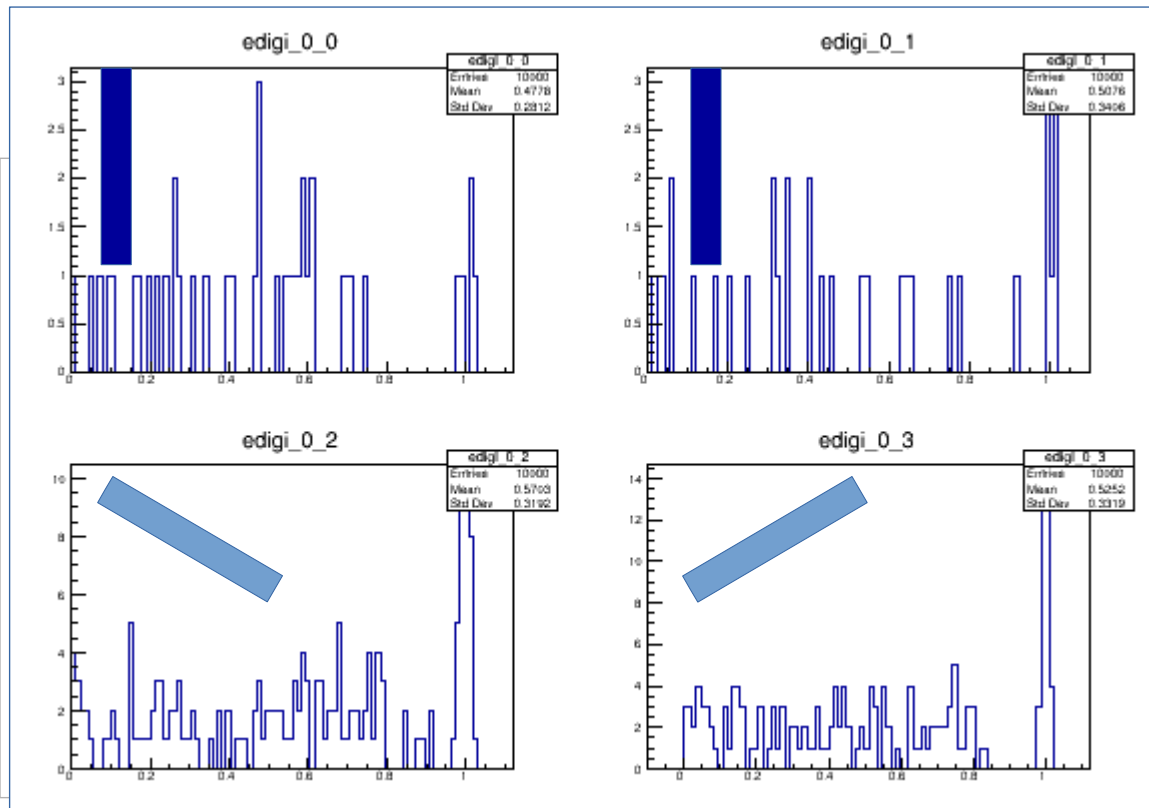 edigi_0_0
edigi_0_0
Entries 10000
Mean 0.4778
Std Dev 0.2812
3
2.5
2
1.5
1
0.5
0
0 0.2 0.4 0.6 0.8 1
edigi_0_1
edigi_0_1
Entries 10000
Mean 0.5076
Std Dev 0.3406
3
2.5
2
1.5
1
0.5
0
0 0.2 0.4 0.6 0.8 1
edigi_0_2
edigi_0_2
Entries 10000
Mean 0.5703
Std Dev 0.3192
10
8
6
4
2
0
0 0.2 0.4 0.6 0.8 1
edigi_0_3
edigi_0_3
Entries 10000
Mean 0.5252
Std Dev 0.3319
14
12
10
8
6
4
2
0
0 0.2 0.4 0.6 0.8 1